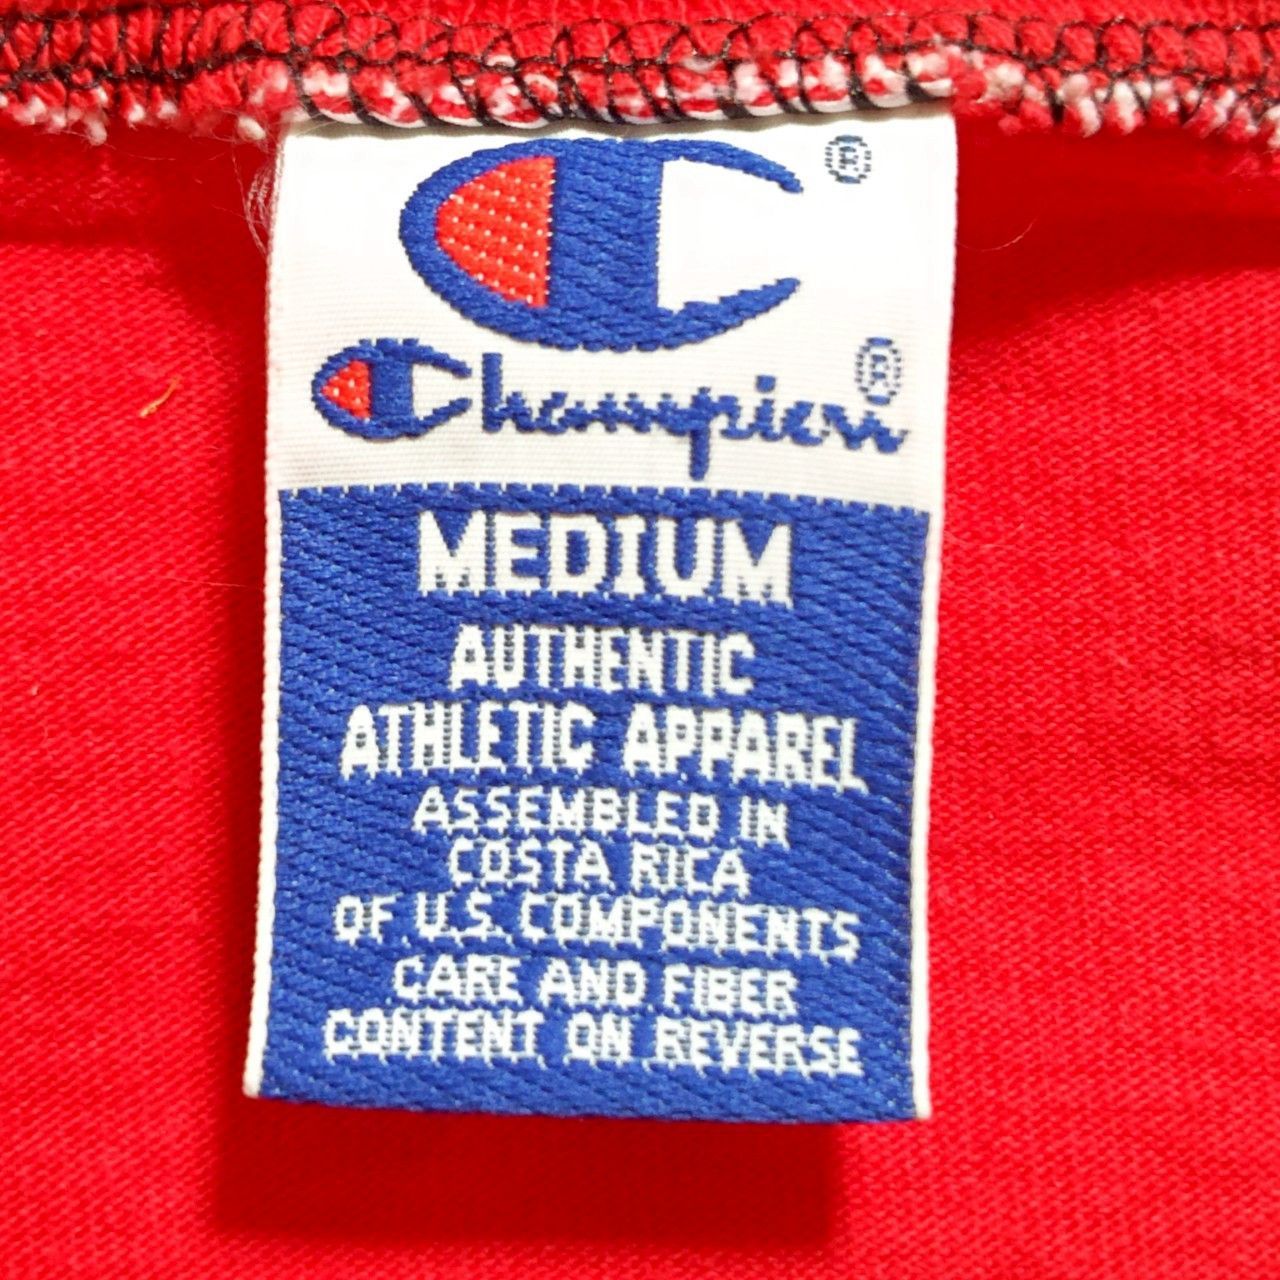 ®
Champion®
MEDIUM
AUTHENTIC
ATHLETIC APPAREL
ASSEMBLED IN
COSTA RICA
OF U.S. COMPONENTS
CARE AND FIBER
CONTENT ON REVERSE